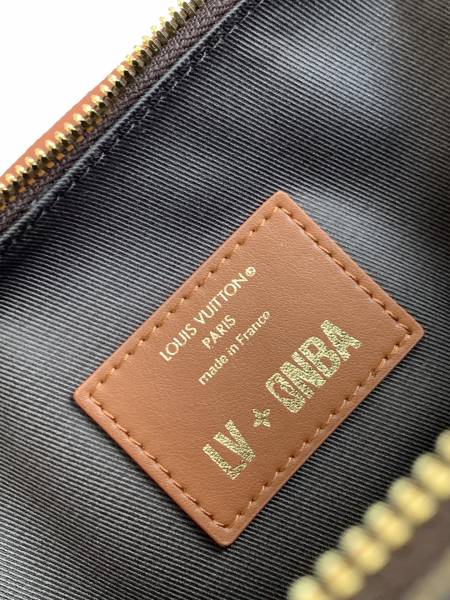 LOUIS VUITTON®
PARIS
made in France
LV NBA